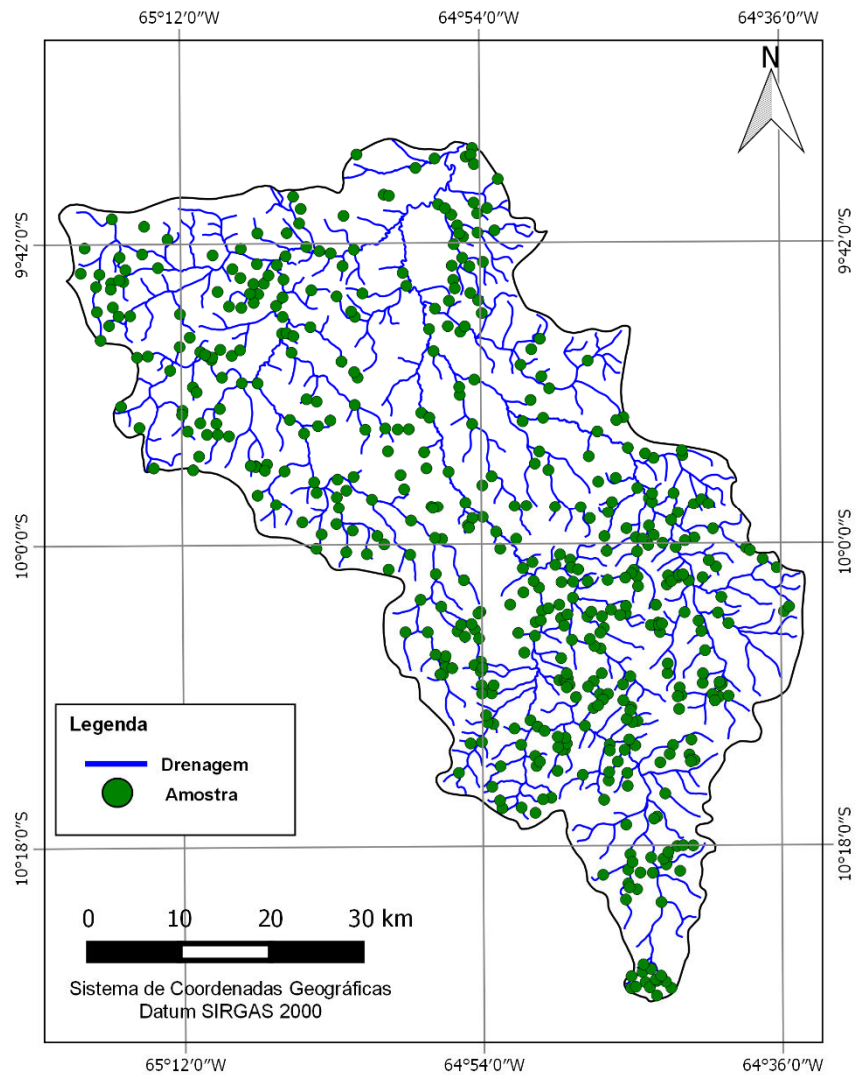 65°12′0″W 64°54′0″W 64°36′0″W
N
9°42′0″S 9°42′0″S
10°0′0″S 10°0′0″S
Legenda
Drenagem
Amostra
10°18′0″S 10°18′0″S
0 10 20 30 km
Sistema de Coordenadas Geográficas
Datum SIRGAS 2000
65°12′0″W 64°54′0″W 64°36′0″W